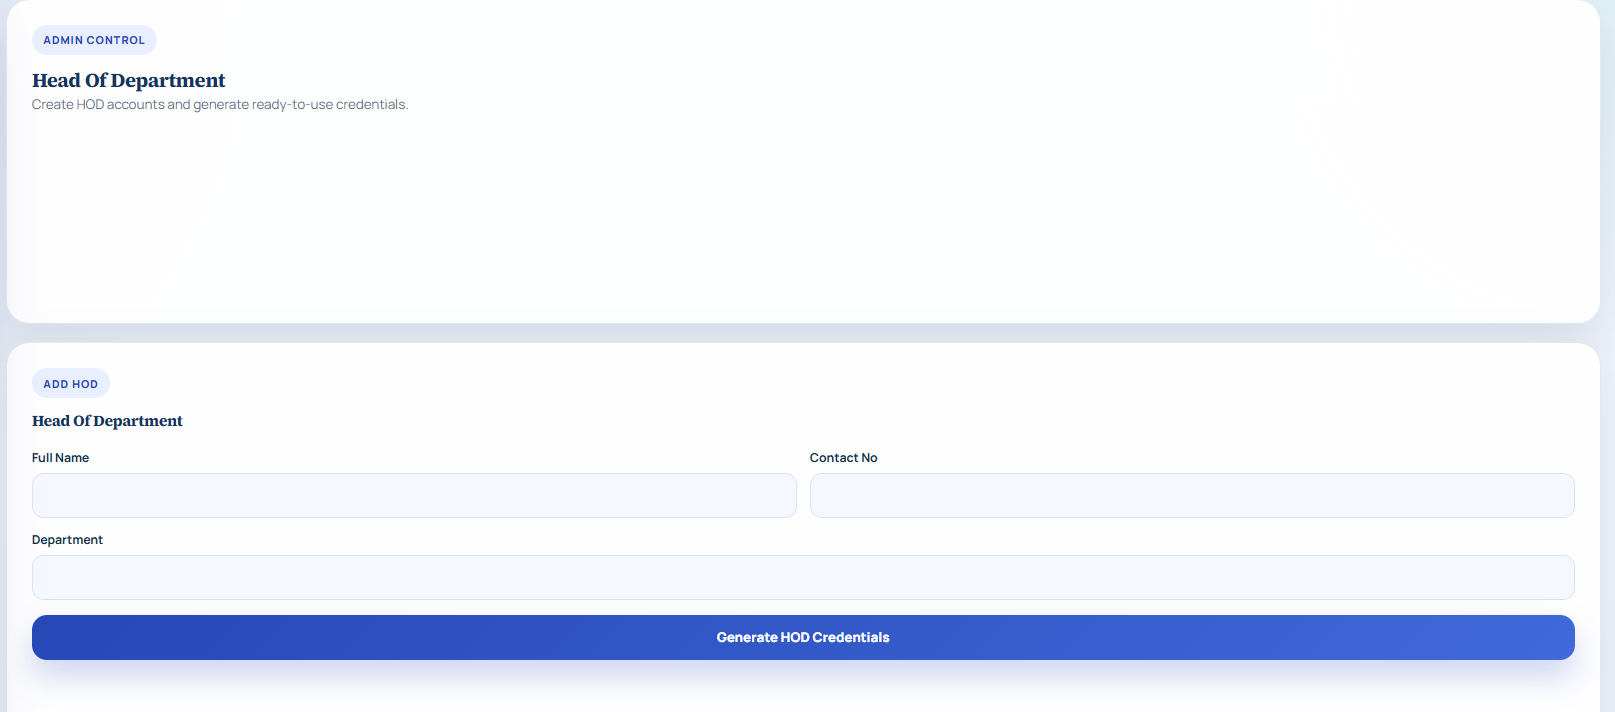 ADMIN CONTROL
Head Of Department
Create HOD accounts and generate ready-to-use credentials.
ADD HOD
Head Of Department
Full Name
Contact No
Department
Generate HOD Credentials